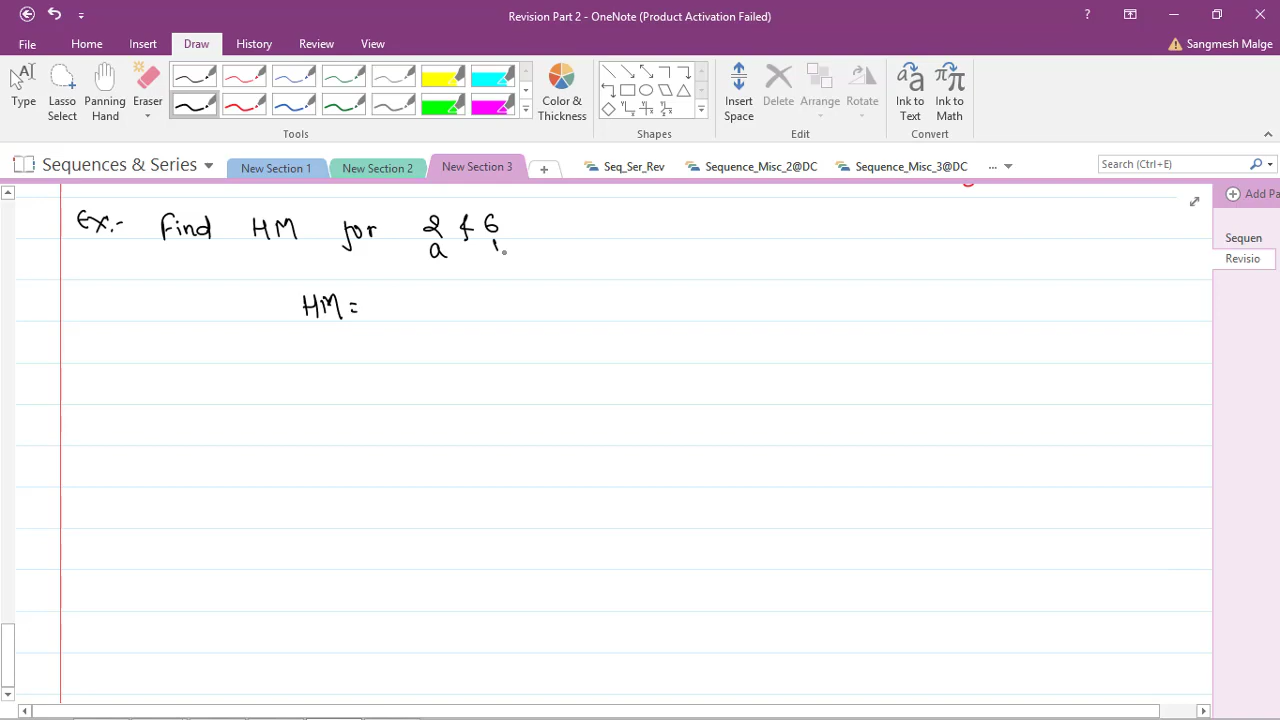 Revision Part 2 - OneNote (Product Activation Failed)
?
File Home Insert Draw History Review View Sangmesh Malge
Type Lasso Select Panning Hand Eraser Color & Thickness Insert Space Delete Arrange Rotate Ink to Text Ink to Math
Tools Shapes Edit Convert
Sequences & Series New Section 1 New Section 2 New Section 3 + Seq_Ser_Rev Sequence_Misc_2@DC Sequence_Misc_3@DC ... Search (Ctrl+E)
Add Pa
Sequen
Revisio
Ex:- Find HM for 2 & 6
a
HM =